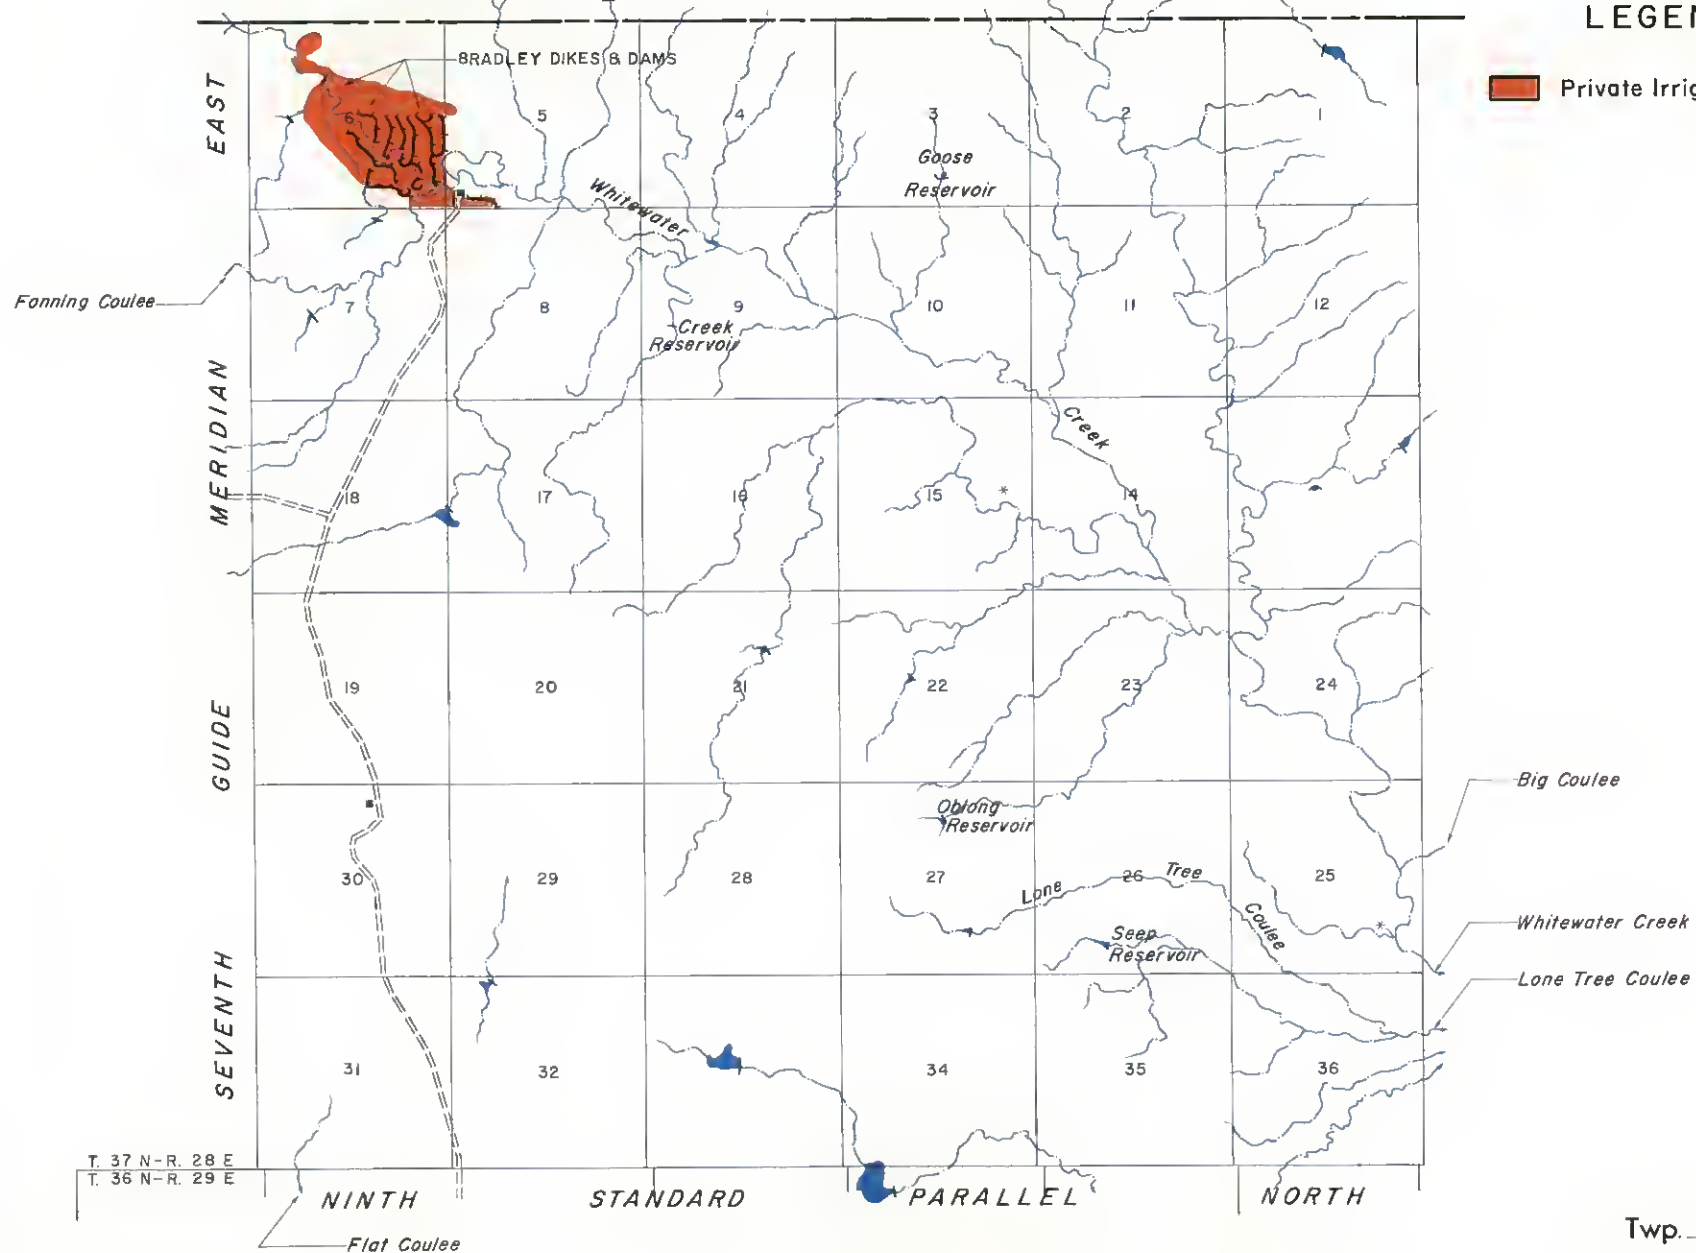 LEGEN
Private Irrig
BRADLEY DIKES & DAMS
6
5
4
3
2
1
Goose
Reservoir
Whitewater
Fanning Coulee
7
8
9
10
11
12
Creek
Reservoir
Creek
18
17
16
15
14
19
20
21
22
23
24
Oblong
Reservoir
Big Coulee
30
29
28
27
26
25
Lone Tree Coulee
Seep
Reservoir
Whitewater Creek
Lone Tree Coulee
31
32
34
35
36
SEVENTH GUIDE MERIDIAN EAST
T. 37 N-R. 28 E
T. 36 N-R. 29 E
NINTH STANDARD PARALLEL NORTH
Flat Coulee
Twp.